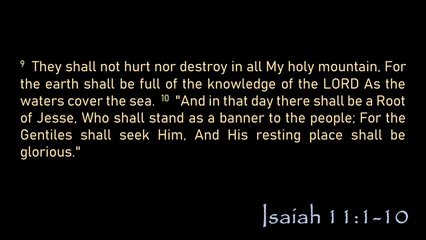 9 They shall not hurt nor destroy in all My holy mountain, For
the earth shall be full of the knowledge of the LORD As the
waters cover the sea. 10 "And in that day there shall be a Root
of Jesse, Who shall stand as a banner to the people; For the
Gentiles shall seek Him, And His resting place shall be
glorious."
Isaiah 11:1-10